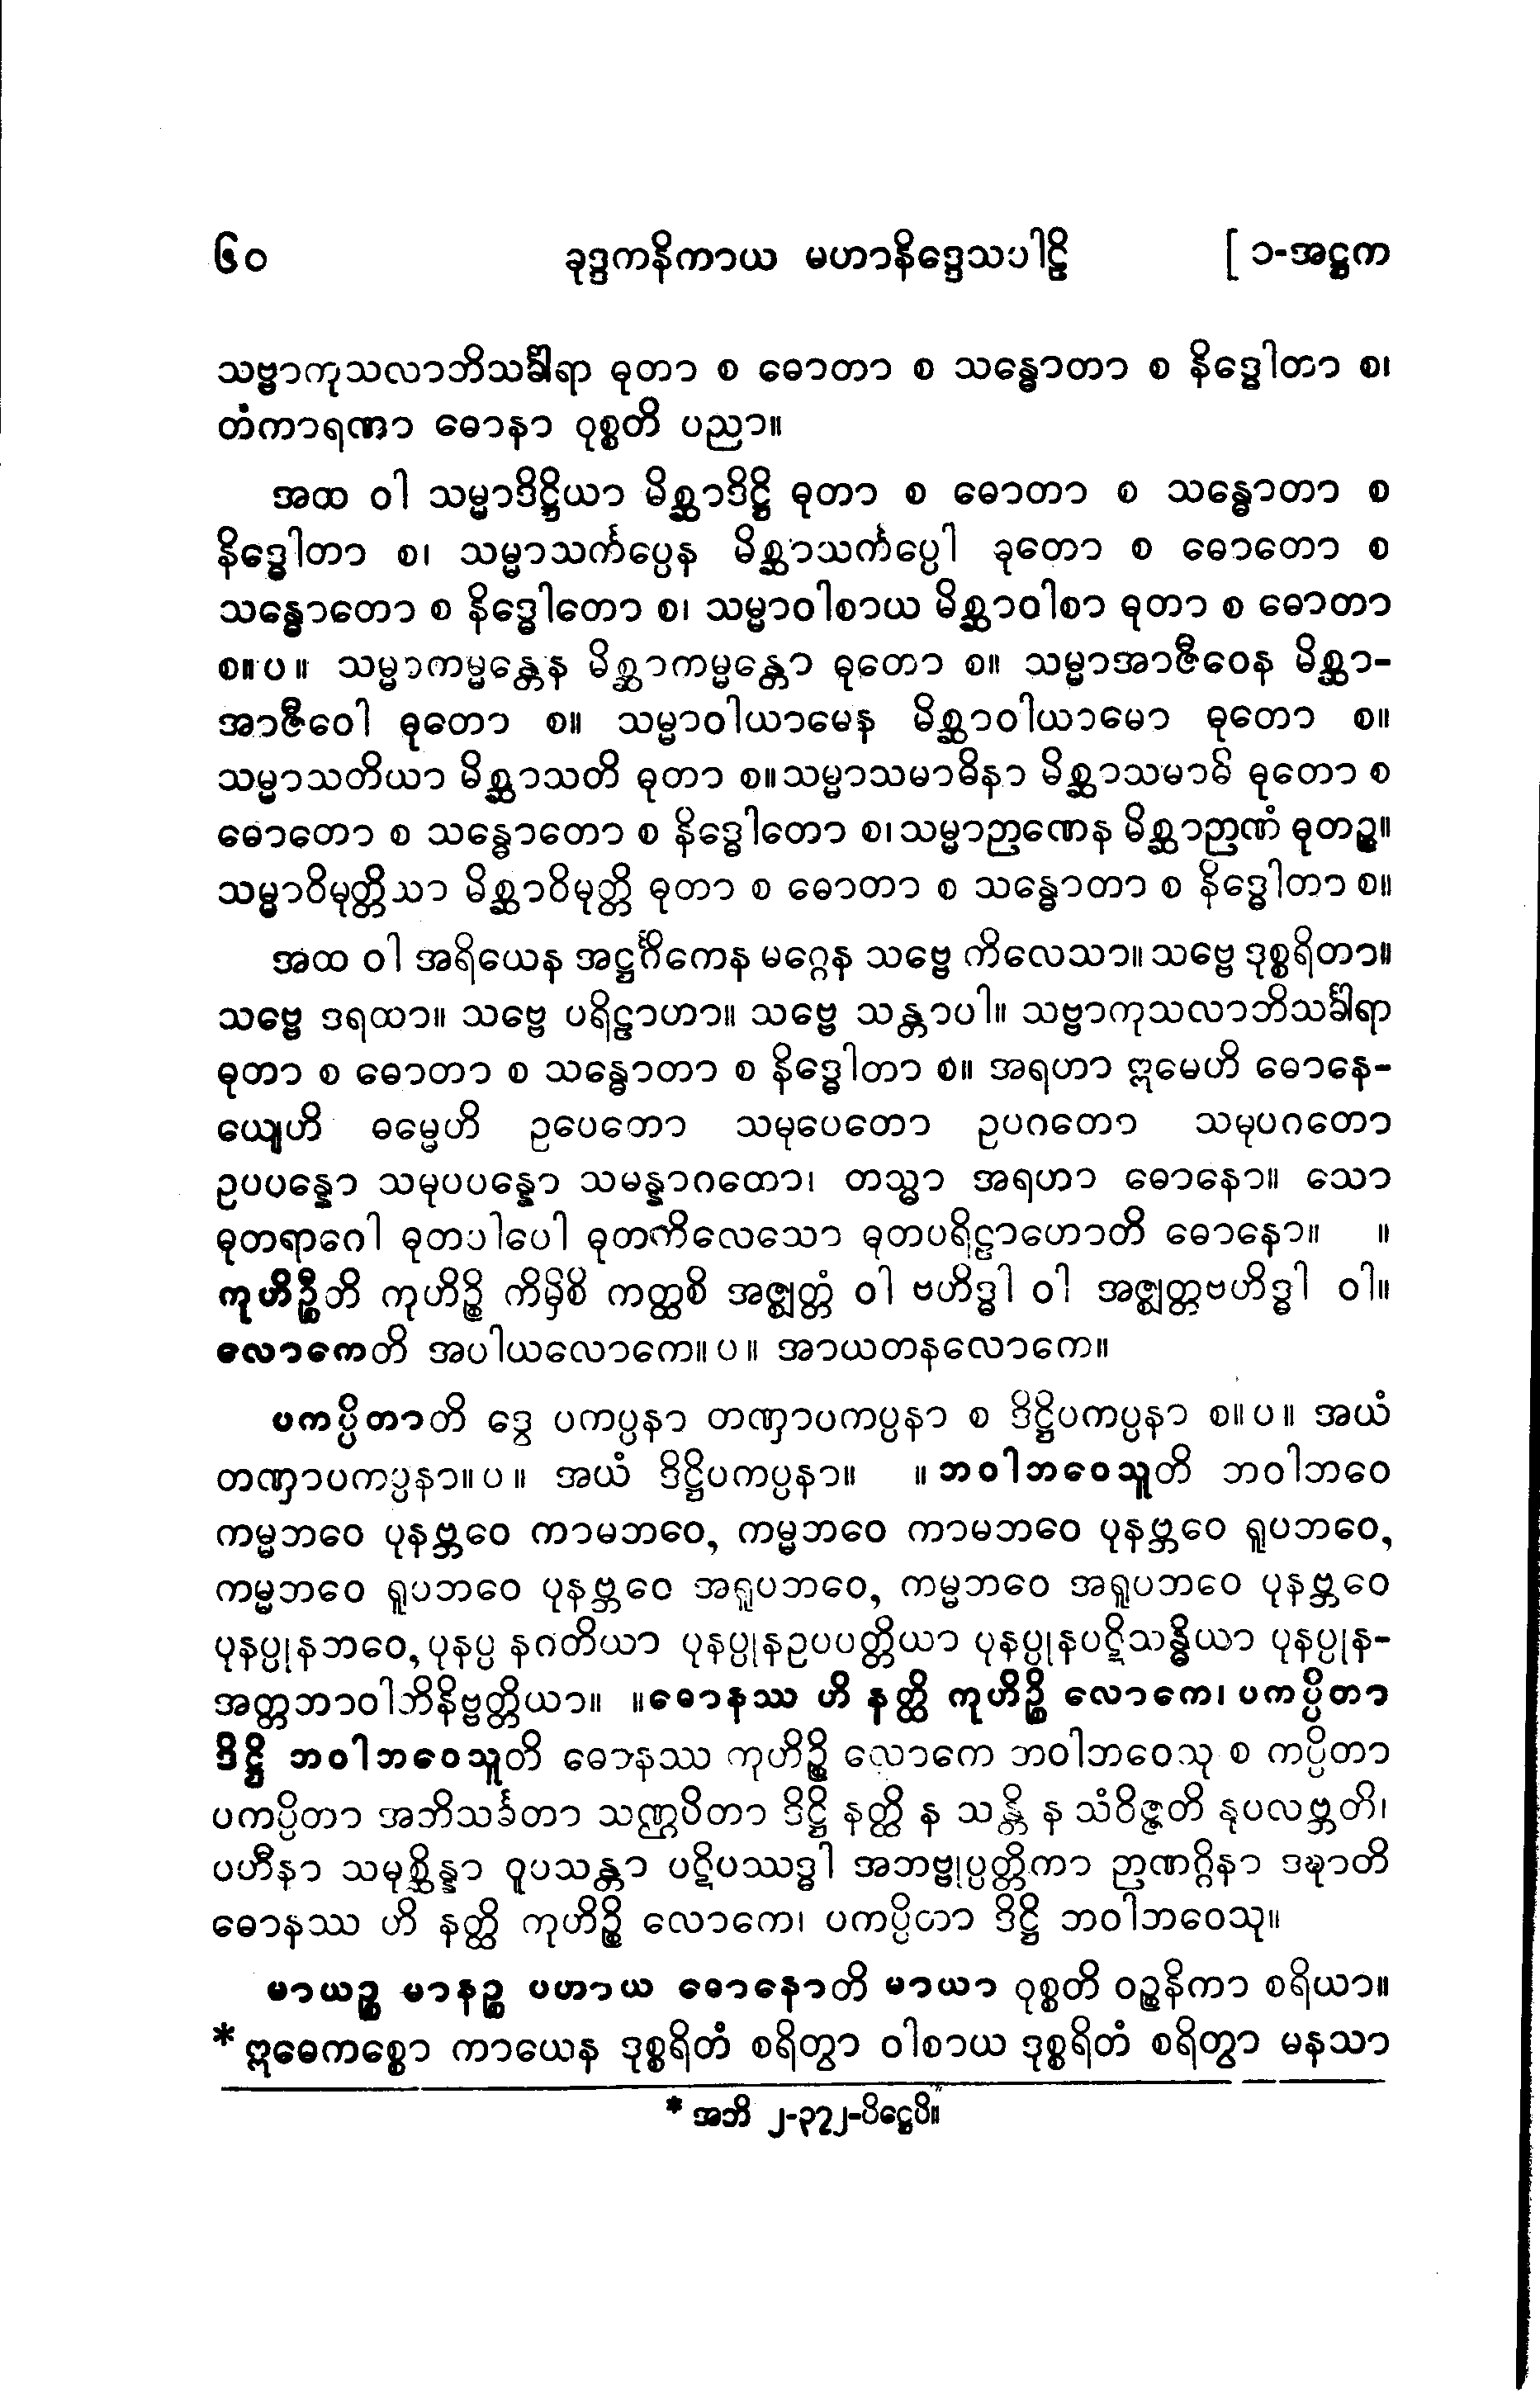 ၆၀ ခုဒ္ဒကနိကာယ မဟာနိဒ္ဒေသပါဠိ [ ၁-အဋ္ဌက
သဗ္ဗာကုသလာဘိသင်္ခါရာ ဓုတာ စ ဓောတာ စ သန္ဓောတာ စ နိဒ္ဓေါတာ စ၊
တံကာရဏာ ဓောနာ ဝုစ္စတိ ပညာ။
အထ ဝါ သမ္မာဒိဋ္ဌိယာ မိစ္ဆာဒိဋ္ဌိ ဓုတာ စ ဓောတာ စ သန္ဓောတာ စ
နိဒ္ဓေါတာ စ၊ သမ္မာသင်္ကပ္ပေန မိစ္ဆာသင်္ကပ္ပေါ ဓုတော စ ဓောတော စ
သန္ဓောတော စ နိဒ္ဓေါတော စ၊ သမ္မာဝါစာယ မိစ္ဆာဝါစာ ဓုတာ စ ဓောတာ
စ။ပ။ သမ္မာကမ္မန္တေန မိစ္ဆာကမ္မန္တော ဓုတော စ။ သမ္မာအာဇီဝေန မိစ္ဆာ-
အာဇီဝေါ ဓုတော စ။ သမ္မာဝါယာမေန မိစ္ဆာဝါယာမော ဓုတော စ။
သမ္မာသတိယာ မိစ္ဆာသတိ ဓုတာ စ။သမ္မာသမာဓိနာ မိစ္ဆာသမာဓိ ဓုတော စ
ဓောတော စ သန္ဓောတော စ နိဒ္ဓေါတော စ၊သမ္မာဉာဏေန မိစ္ဆာဉာဏံ ဓုတဉ္စ။
သမ္မာဝိမုတ္တိယာ မိစ္ဆာဝိမုတ္တိ ဓုတာ စ ဓောတာ စ သန္ဓောတာ စ နိဒ္ဓေါတာ စ။
အထ ဝါ အရိယေန အဋ္ဌင်္ဂိကေန မဂ္ဂေန သဗ္ဗေ ကိလေသာ။ သဗ္ဗေ ဒုစ္စရိတာ။
သဗ္ဗေ ဒရထာ။ သဗ္ဗေ ပရိဠာဟာ။ သဗ္ဗေ သန္တာပါ။ သဗ္ဗာကုသလာဘိသင်္ခါရာ
ဓုတာ စ ဓောတာ စ သန္ဓောတာ စ နိဒ္ဓေါတာ စ။ အရဟာ ဣမေဟိ ဓောနေ-
ယျေဟိ ဓမ္မေဟိ ဥပေတော သမုပေတော ဥပဂတော သမုပဂတော
ဥပပန္နော သမုပပန္နော သမန္နာဂတော၊ တသ္မာ အရဟာ ဓောနော။ သော
ဓုတရာဂေါ ဓုတပါပေါ ဓုတကိလေသော ဓုတပရိဠာဟောတိ ဓောနော။ ။
ကုဟိဉ္စီတိ ကုဟိဉ္စိ ကိမှိစိ ကတ္ထစိ အဇ္ဈတ္တံ ဝါ ဗဟိဒ္ဓါ ဝါ အဇ္ဈတ္တဗဟိဒ္ဓါ ဝါ။
လောကေတိ အပါယလောကေ။ပ။ အာယတနလောကေ။
ပကပ္ပိတာတိ ဒွေ ပကပ္ပနာ တဏှာပကပ္ပနာ စ ဒိဋ္ဌိပကပ္ပနာ စ။ပ။ အယံ
တဏှာပကပ္ပနာ။ပ။ အယံ ဒိဋ္ဌိပကပ္ပနာ။ ။ဘဝါဘဝေသူတိ ဘဝါဘဝေ
ကမ္မဘဝေ ပုနဗ္ဘဝေ ကာမဘဝေ, ကမ္မဘဝေ ကာမဘဝေ ပုနဗ္ဘဝေ ရူပဘဝေ,
ကမ္မဘဝေ ရူပဘဝေ ပုနဗ္ဘဝေ အရူပဘဝေ, ကမ္မဘဝေ အရူပဘဝေ ပုနဗ္ဘဝေ
ပုနပ္ပုနဘဝေ, ပုနပ္ပ နဂတိယာ ပုနပ္ပုနဥပပတ္တိယာ ပုနပ္ပုနပဋိသန္ဓိယာ ပုနပ္ပုန-
အတ္တဘာဝါဘိနိဗ္ဗတ္တိယာ။ ။ဓောနဿ ဟိ နတ္ထိ ကုဟိဉ္စိ လောကေ၊ ပကပ္ပိတာ
ဒိဋ္ဌိ ဘဝါဘဝေသူတိ ဓောနဿ ကုဟိဉ္စိ လောကေ ဘဝါဘဝေသု စ ကပ္ပိတာ
ပကပ္ပိတာ အဘိသင်္ခတာ သဏ္ဌပိတာ ဒိဋ္ဌိ နတ္ထိ န သန္တိ န သံဝိဇ္ဇတိ နုပလဗ္ဘတိ၊
ပဟီနာ သမုစ္ဆိန္နာ ဝူပသန္တာ ပဋိပဿဒ္ဓါ အဘဗ္ဗုပ္ပတ္တိကာ ဉာဏဂ္ဂိနာ ဒဍ္ဎာတိ
ဓောနဿ ဟိ နတ္ထိ ကုဟိဉ္စိ လောကေ၊ ပကပ္ပိတာ ဒိဋ္ဌိ ဘဝါဘဝေသု။
မာယဉ္စ မာနဉ္စ ပဟာယ ဓောနောတိ မာယာ ဝုစ္စတိ ဝဉ္စနိကာ စရိယာ။
* ဣဓေကစ္စော ကာယေန ဒုစ္စရိတံ စရိတွာ ဝါစာယ ဒုစ္စရိတံ စရိတွာ မနသာ
* အဘိ ၂-၃၇၂-ပိဋ္ဌေပိ။